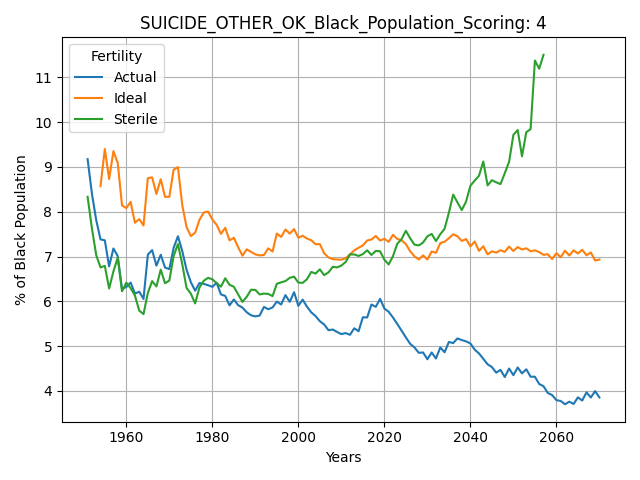 SUICIDE_OTHER_OK_Black_Population_Scoring: 4
Fertility
Actual
Ideal
Sterile
% of Black Population
11
10
9
8
7
6
5
4
1960
1980
2000
2020
2040
2060
Years